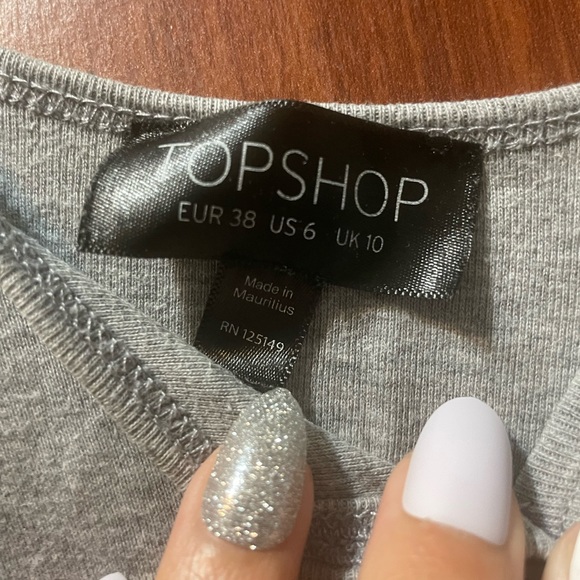 TOPSHOP
EUR 38 US 6 UK 10
Made in
Mauritius
RN 125149